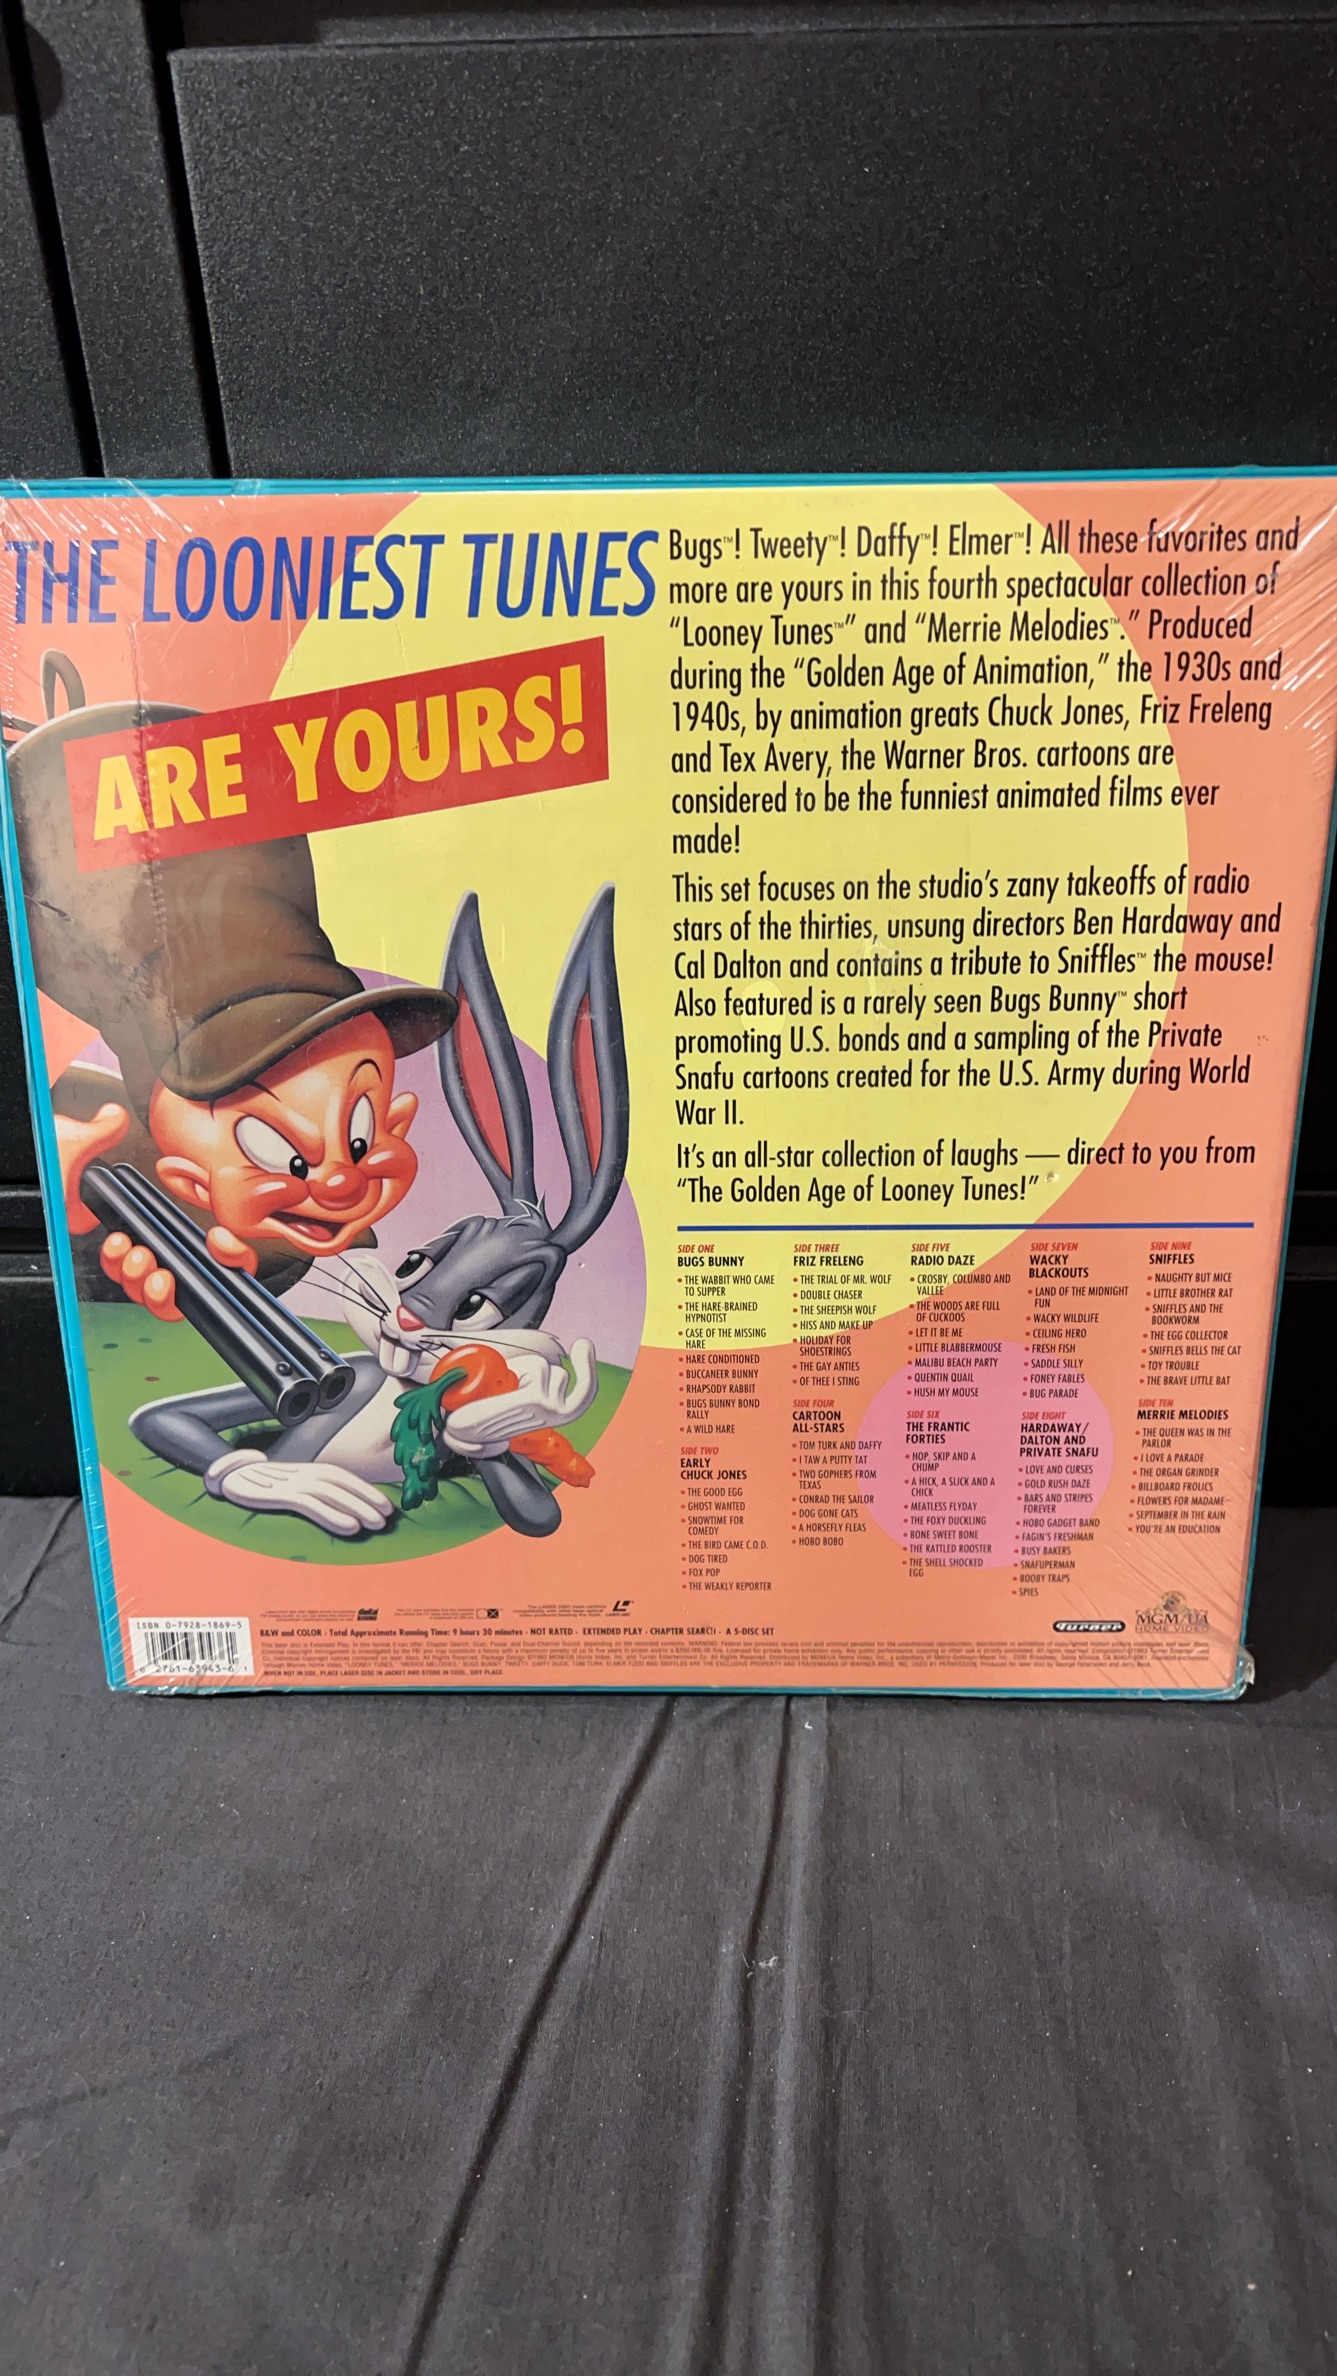 THE LOONIEST TUNES
ARE YOURS!
Bugs™! Tweety™! Daffy™! Elmer™! All these favorites and
more are yours in this fourth spectacular collection of
“Looney Tunes™” and “Merrie Melodies™.” Produced
during the “Golden Age of Animation,” the 1930s and
1940s, by animation greats Chuck Jones, Friz Freleng
and Tex Avery, the Warner Bros. cartoons are
considered to be the funniest animated films ever
made!
This set focuses on the studio’s zany takeoffs of radio
stars of the thirties, unsung directors Ben Hardaway and
Cal Dalton and contains a tribute to Sniffles™ the mouse!
Also featured is a rarely seen Bugs Bunny™ short
promoting U.S. bonds and a sampling of the Private
Snafu cartoons created for the U.S. Army during World
War II.
It’s an all-star collection of laughs — direct to you from
“The Golden Age of Looney Tunes!”
SIDE ONE
BUGS BUNNY
• THE WABBIT WHO CAME
TO SUPPER
• THE HARE-BRAINED
HYPNOTIST
• CASE OF THE MISSING
HARE
• HARE CONDITIONED
• BUCCANEER BUNNY
• RHAPSODY RABBIT
• BUGS BUNNY BOND
RALLY
• A WILD HARE
SIDE TWO
EARLY
CHUCK JONES
• THE GOOD EGG
• GHOST WANTED
• SNOWTIME FOR
COMEDY
• THE BIRD CAME C.O.D.
• DOG TIRED
• FOX POP
• THE WEAKLY REPORTER
SIDE THREE
FRIZ FRELENG
• THE TRIAL OF MR. WOLF
• DOUBLE CHASER
• THE SHEEPISH WOLF
• HISS AND MAKE UP
• HOLIDAY FOR
SHOESTRINGS
• THE GAY ANTIES
• OF THEE I STING
SIDE FOUR
CARTOON
ALL-STARS
• TOM TURK AND DAFFY
• I TAW A PUTTY TAT
• TWO GOPHERS FROM
TEXAS
• CONRAD THE SAILOR
• DOG GONE CATS
• A HORSEFLY FLEAS
• HOBO BOBO
SIDE FIVE
RADIO DAZE
• CROSBY, COLUMBO AND
VALLEE
• THE WOODS ARE FULL
OF CUCKOOS
• LET IT BE ME
• LITTLE BLABBERMOUSE
• MALIBU BEACH PARTY
• QUENTIN QUAIL
• HUSH MY MOUSE
SIDE SIX
THE FRANTIC
FORTIES
• HOP, SKIP AND A
CHUMP
• A HICK, A SLICK AND A
CHICK
• MEATLESS FLYDAY
• THE FOXY DUCKLING
• BONE SWEET BONE
• THE RATTLED ROOSTER
• THE SHELL SHOCKED
EGG
SIDE SEVEN
WACKY
BLACKOUTS
• LAND OF THE MIDNIGHT
FUN
• WACKY WILDLIFE
• CEILING HERO
• FRESH FISH
• SADDLE SILLY
• FONEY FABLES
• BUG PARADE
SIDE EIGHT
HARDAWAY/
DALTON AND
PRIVATE SNAFU
• LOVE AND CURSES
• GOLD RUSH DAZE
• BARS AND STRIPES
FOREVER
• HOBO GADGET BAND
• FAGIN'S FRESHMAN
• BUSY BAKERS
• SNAFUPERMAN
• BOOBY TRAPS
• SPIES
SIDE NINE
SNIFFLES
• NAUGHTY BUT MICE
• LITTLE BROTHER RAT
• SNIFFLES AND THE
BOOKWORM
• THE EGG COLLECTOR
• SNIFFLES BELLS THE CAT
• TOY TROUBLE
• THE BRAVE LITTLE BAT
SIDE TEN
MERRIE MELODIES
• THE QUEEN WAS IN THE
PARLOR
• I LOVE A PARADE
• THE ORGAN GRINDER
• BILLBOARD FROLICS
• FLOWERS FOR MADAME
• SEPTEMBER IN THE RAIN
• YOU'RE AN EDUCATION
ISBN 0-7928-1869-5
B&W and COLOR · Total Approximate Running Time: 9 hours 30 minutes · NOT RATED · EXTENDED PLAY · CHAPTER SEARCH · A 5-DISC SET
WHEN NOT IN USE, PLACE LASER DISC IN JACKET AND STORE IN COOL, DRY PLACE.
Turner
MGM/UA
HOME VIDEO